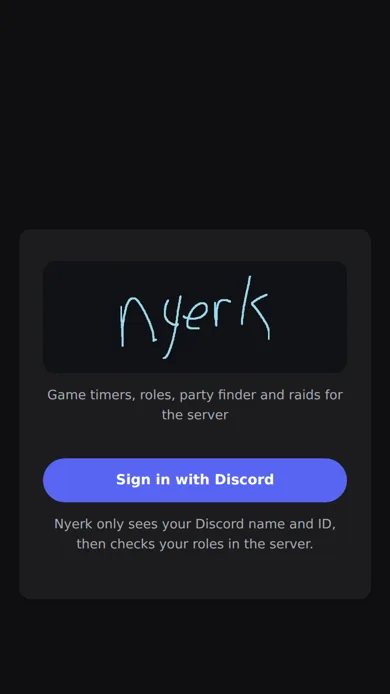 nyerk
Game timers, roles, party finder and raids for
the server
Sign in with Discord
Nyerk only sees your Discord name and ID,
then checks your roles in the server.